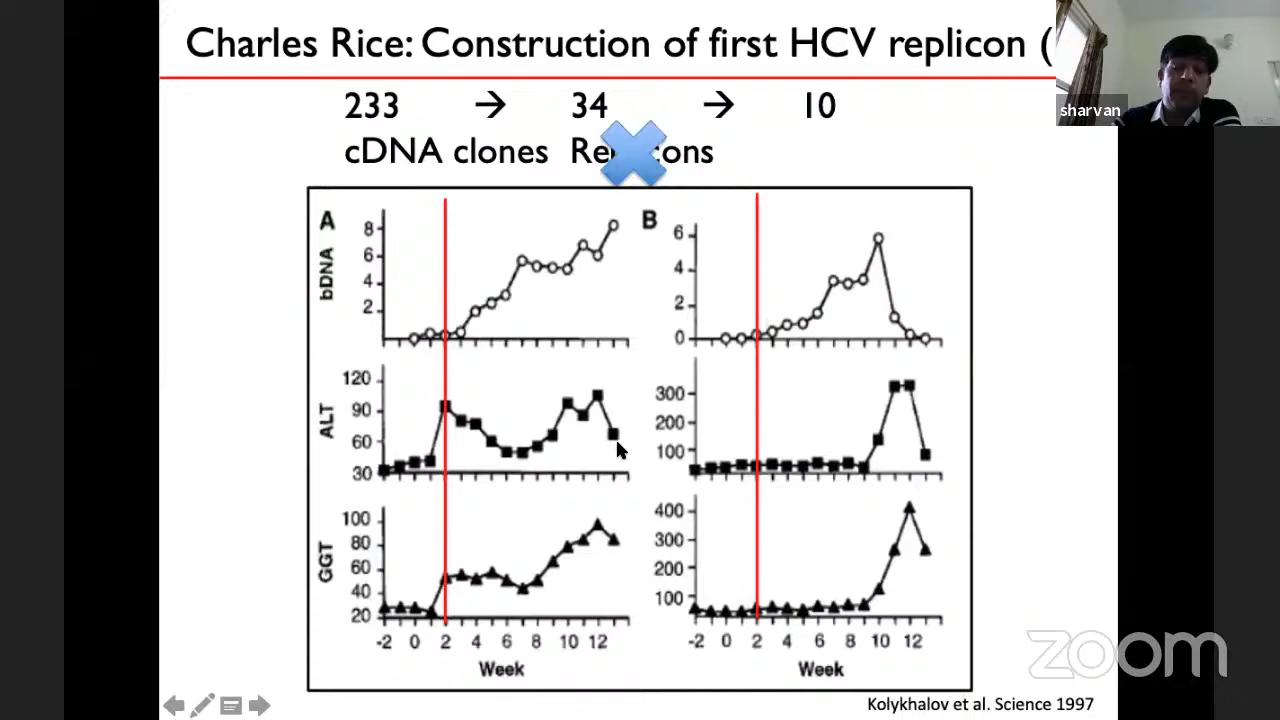 Charles Rice: Construction of first HCV replicon (
sharvan
233 → 34 → 10
cDNA clones
A
bDNA
8
6
4
2
B
6
4
2
0
ALT
120
90
60
30
300
200
100
GGT
100
80
60
40
20
400
300
200
100
-2 0 2 4 6 8 10 12
Week
-2 0 2 4 6 8 10 12
Week
zoom
Kolykhalov et al. Science 1997